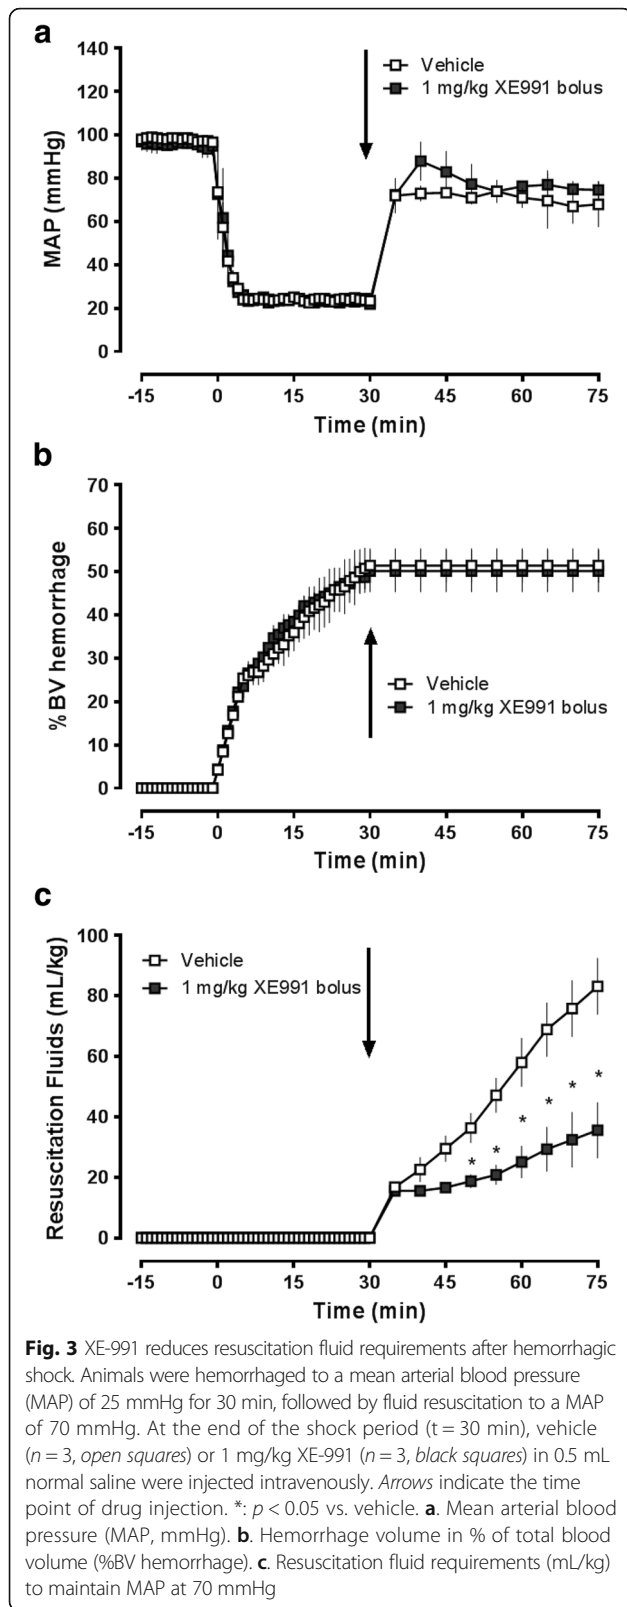 a
140
120
100
80
60
40
20
0
MAP (mmHg)
Vehicle
1 mg/kg XE991 bolus
-15 0 15 30 45 60 75
Time (min)
b
70
60
50
40
30
20
10
0
% BV hemorrhage
Vehicle
1 mg/kg XE991 bolus
-15 0 15 30 45 60 75
Time (min)
c
100
80
60
40
20
0
Resuscitation Fluids (mL/kg)
Vehicle
1 mg/kg XE991 bolus
* * * * * *
-15 0 15 30 45 60 75
Time (min)
Fig. 3 XE-991 reduces resuscitation fluid requirements after hemorrhagic
shock. Animals were hemorrhaged to a mean arterial blood pressure
(MAP) of 25 mmHg for 30 min, followed by fluid resuscitation to a MAP
of 70 mmHg. At the end of the shock period (t = 30 min), vehicle
(n = 3, open squares) or 1 mg/kg XE-991 (n = 3, black squares) in 0.5 mL
normal saline were injected intravenously. Arrows indicate the time
point of drug injection. *: p < 0.05 vs. vehicle. a. Mean arterial blood
pressure (MAP, mmHg). b. Hemorrhage volume in % of total blood
volume (%BV hemorrhage). c. Resuscitation fluid requirements (mL/kg)
to maintain MAP at 70 mmHg